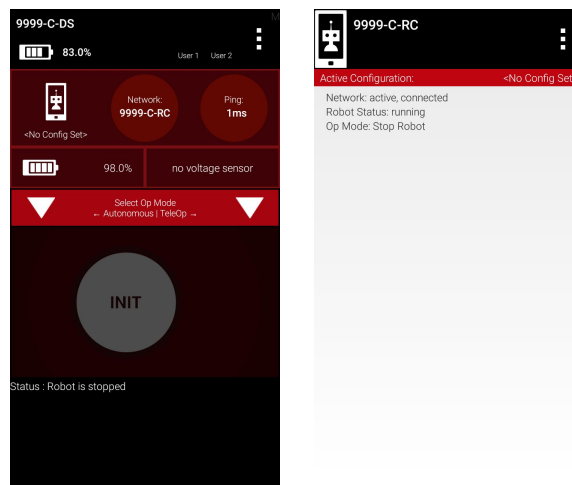 9999-C-DS
M
83.0%
User 1 User 2
<No Config Set>
Network:
9999-C-RC
Ping:
1ms
98.0%
no voltage sensor
Select Op Mode
← Autonomous | TeleOp →
INIT
Status : Robot is stopped
9999-C-RC
Active Configuration: <No Config Set
Network: active, connected
Robot Status: running
Op Mode: Stop Robot